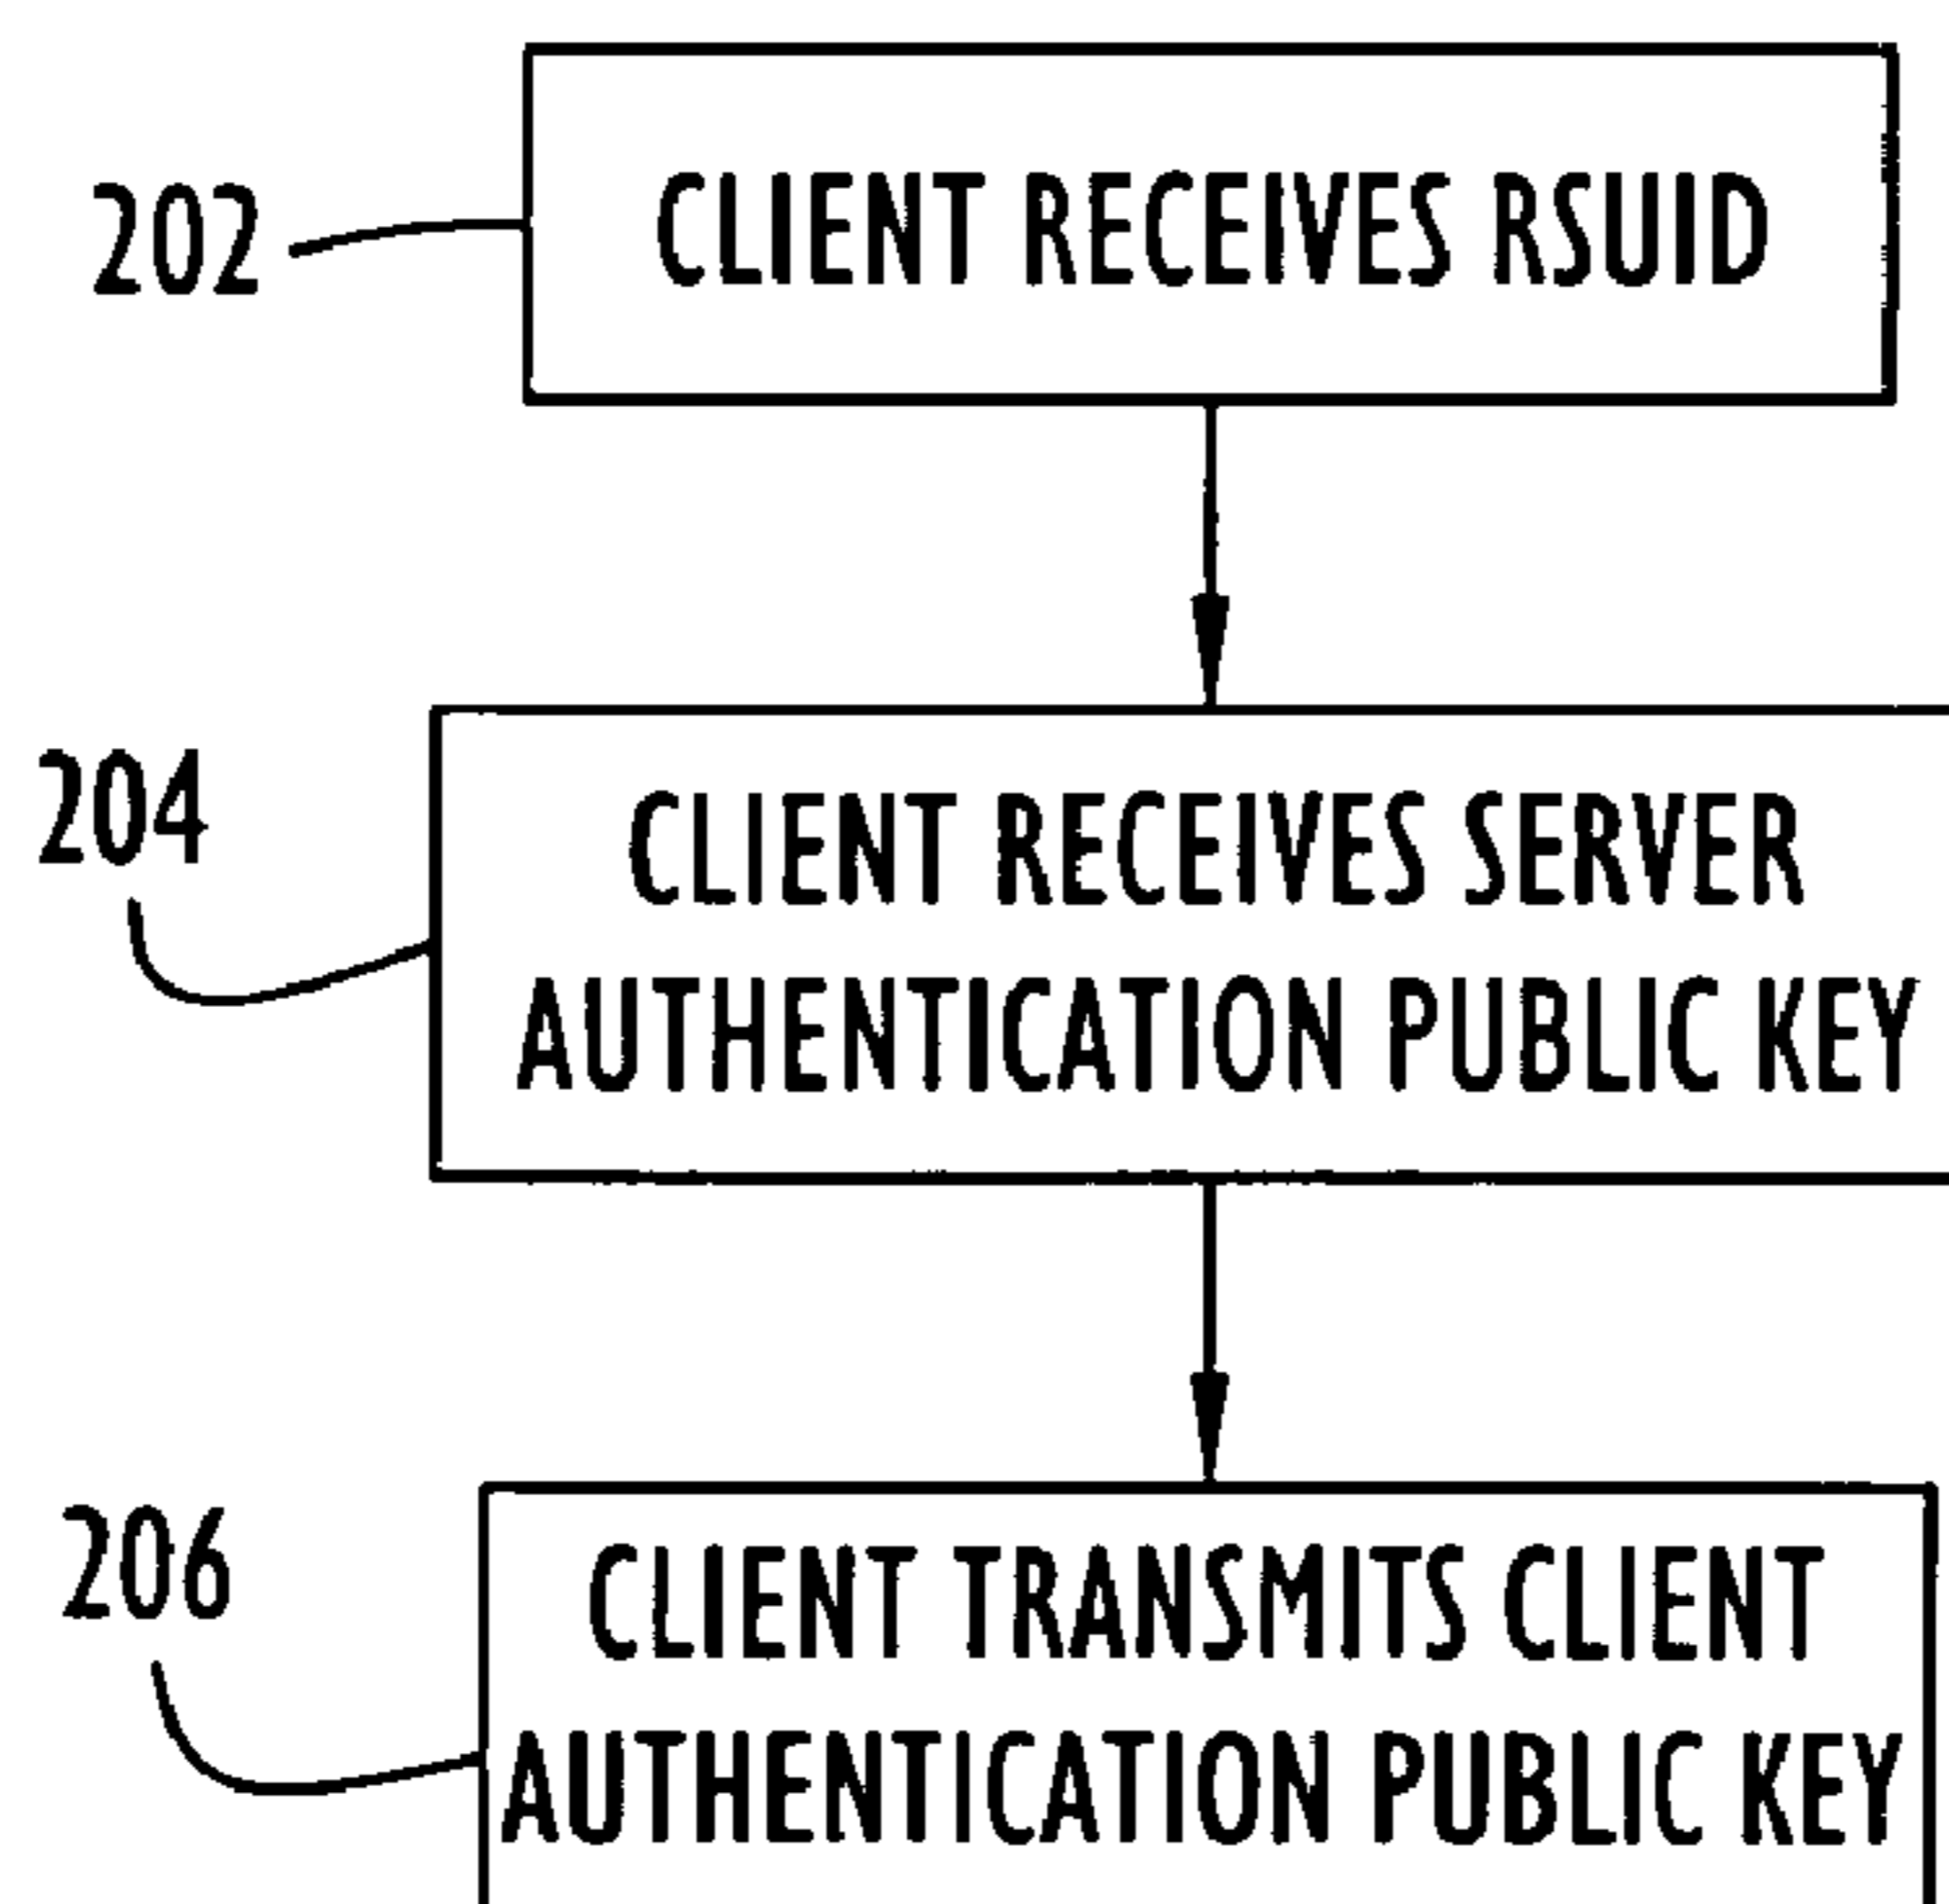 202
CLIENT RECEIVES RSUID
204
CLIENT RECEIVES SERVER
AUTHENTICATION PUBLIC KEY
206
CLIENT TRANSMITS CLIENT
AUTHENTICATION PUBLIC KEY